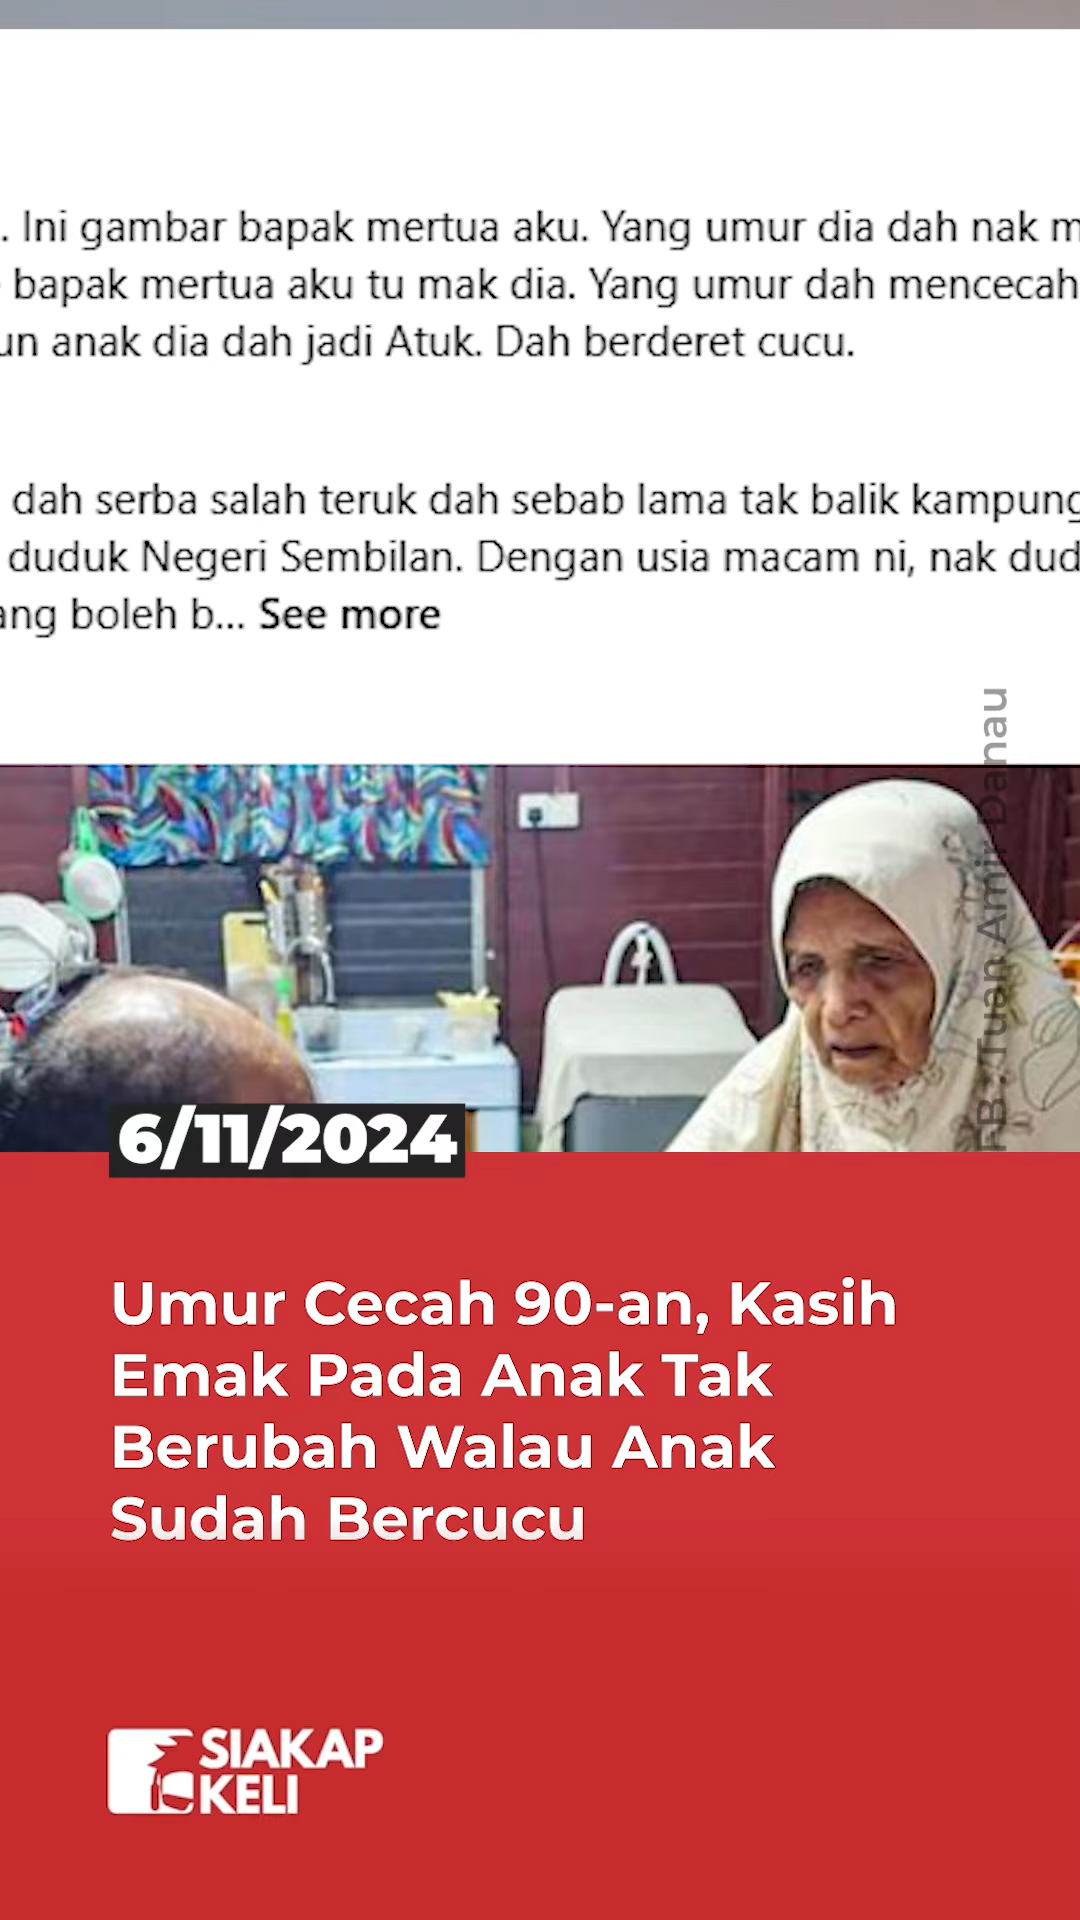 . Ini gambar bapak mertua aku. Yang umur dia dah nak m
bapak mertua aku tu mak dia. Yang umur dah mencecah
un anak dia dah jadi Atuk. Dah berderet cucu.
dah serba salah teruk dah sebab lama tak balik kampung
duduk Negeri Sembilan. Dengan usia macam ni, nak dud
ang boleh b... See more
FB: Tuan Amir Danau
6/11/2024
Umur Cecah 90-an, Kasih
Emak Pada Anak Tak
Berubah Walau Anak
Sudah Bercucu
SIAKAP
KELI